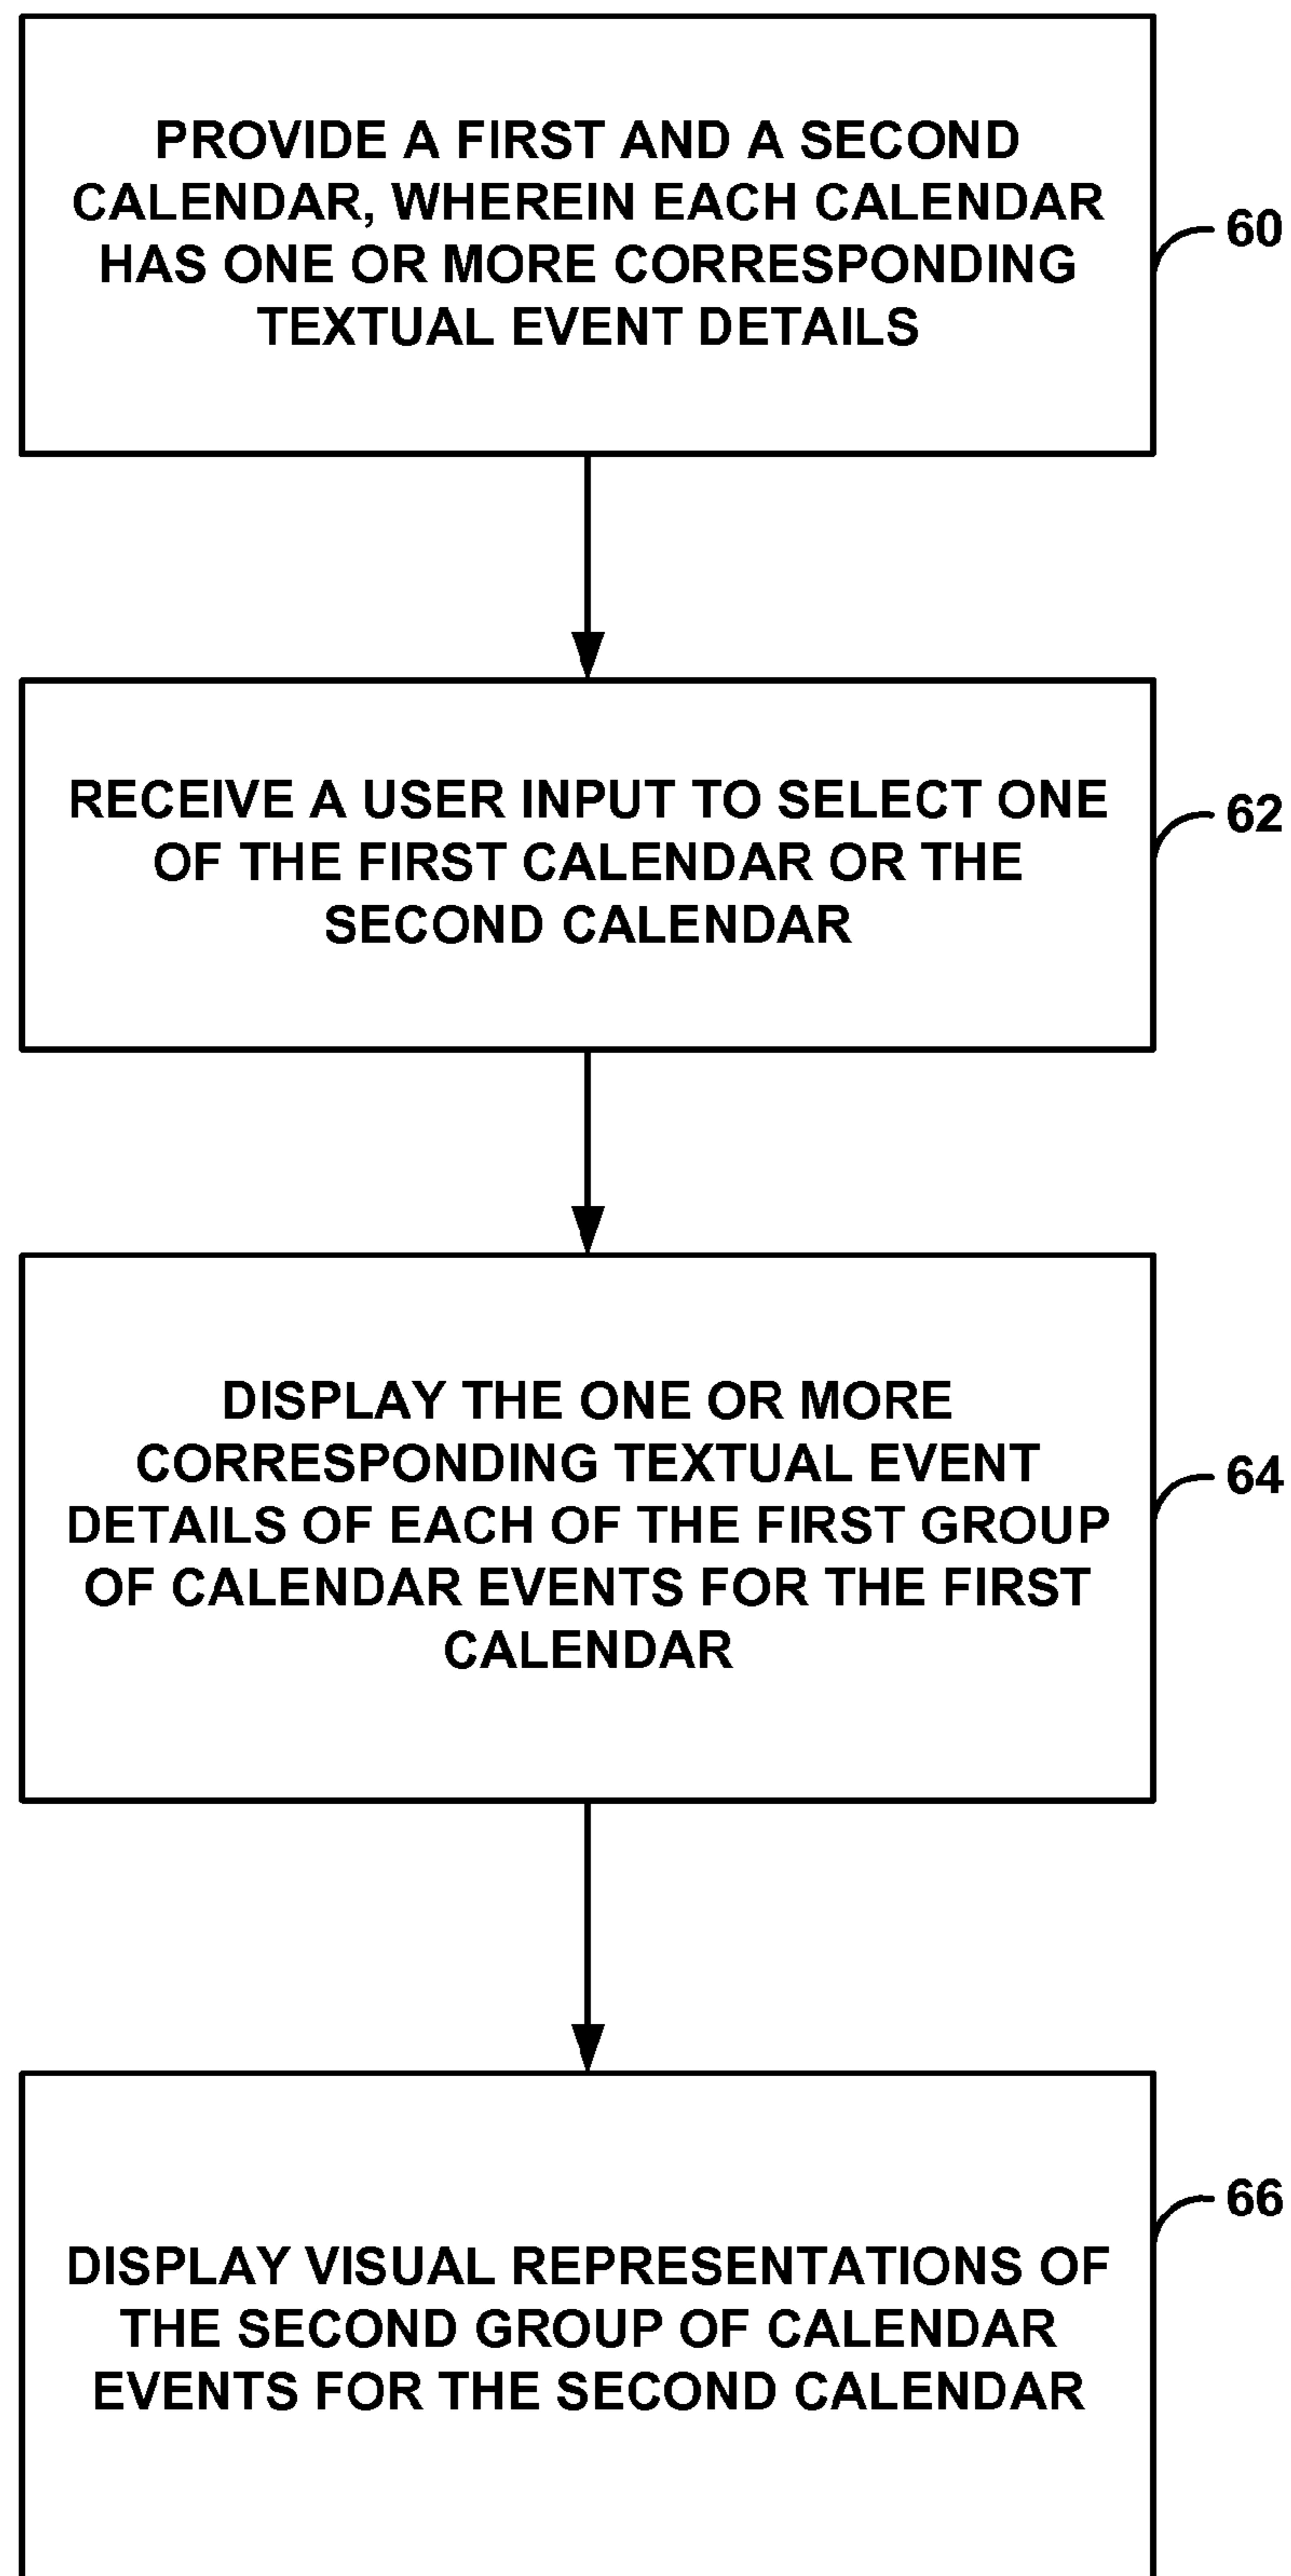 PROVIDE A FIRST AND A SECOND
CALENDAR, WHEREIN EACH CALENDAR
HAS ONE OR MORE CORRESPONDING
TEXTUAL EVENT DETAILS
60
RECEIVE A USER INPUT TO SELECT ONE
OF THE FIRST CALENDAR OR THE
SECOND CALENDAR
62
DISPLAY THE ONE OR MORE
CORRESPONDING TEXTUAL EVENT
DETAILS OF EACH OF THE FIRST GROUP
OF CALENDAR EVENTS FOR THE FIRST
CALENDAR
64
DISPLAY VISUAL REPRESENTATIONS OF
THE SECOND GROUP OF CALENDAR
EVENTS FOR THE SECOND CALENDAR
66